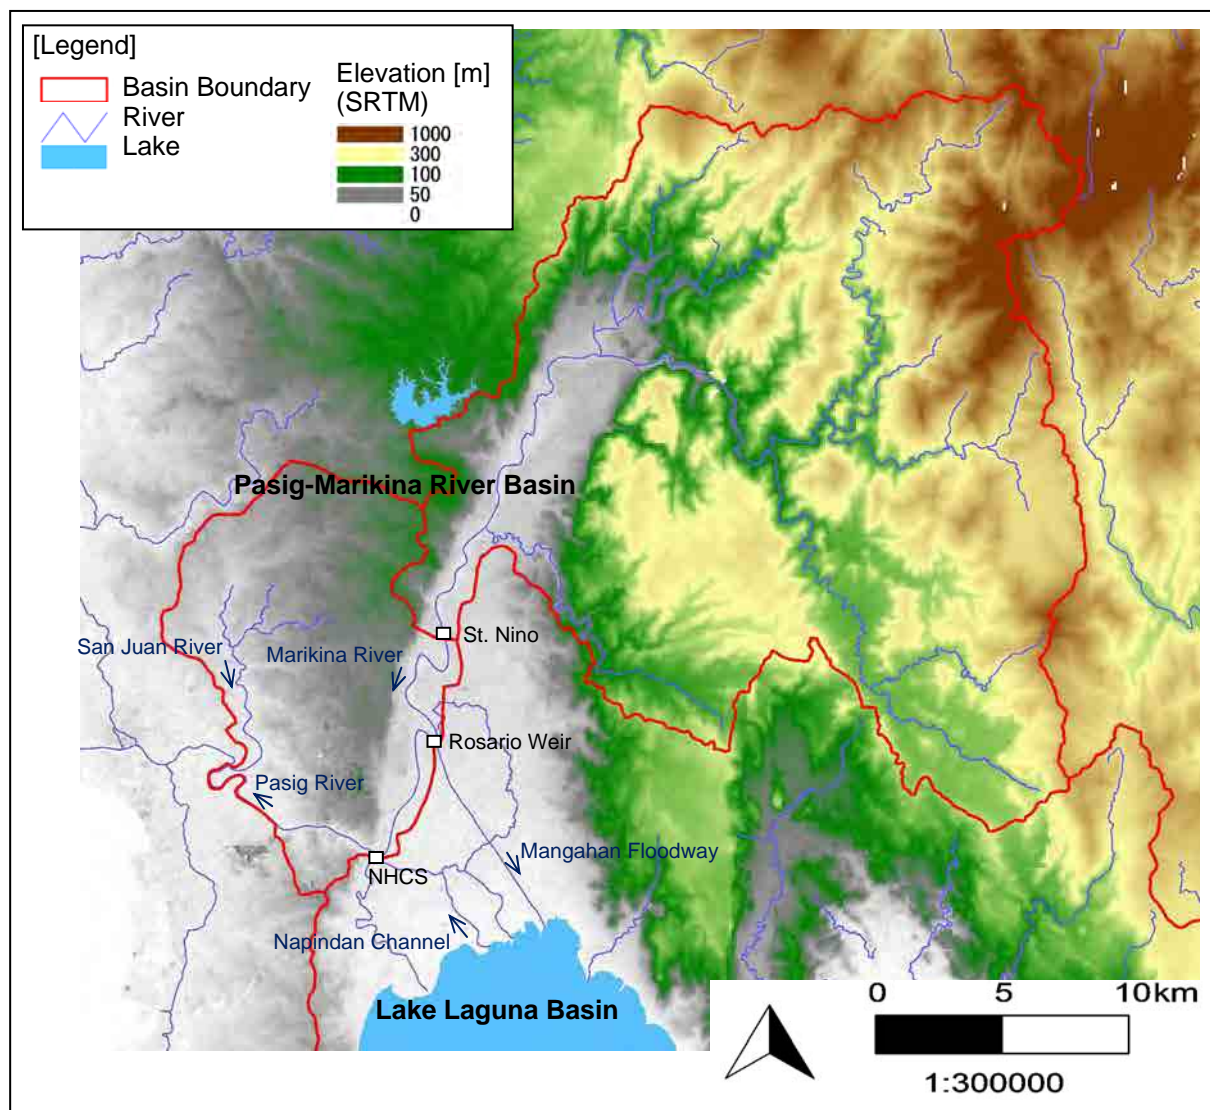 [Legend]
Basin Boundary
River
Lake
Elevation [m]
(SRTM)
1000
300
100
50
0
Pasig-Marikina River Basin
St. Nino
San Juan River
Marikina River
Rosario Weir
Pasig River
Mangahan Floodway
NHCS
Napindan Channel
Lake Laguna Basin
0 5 10km
1:300000